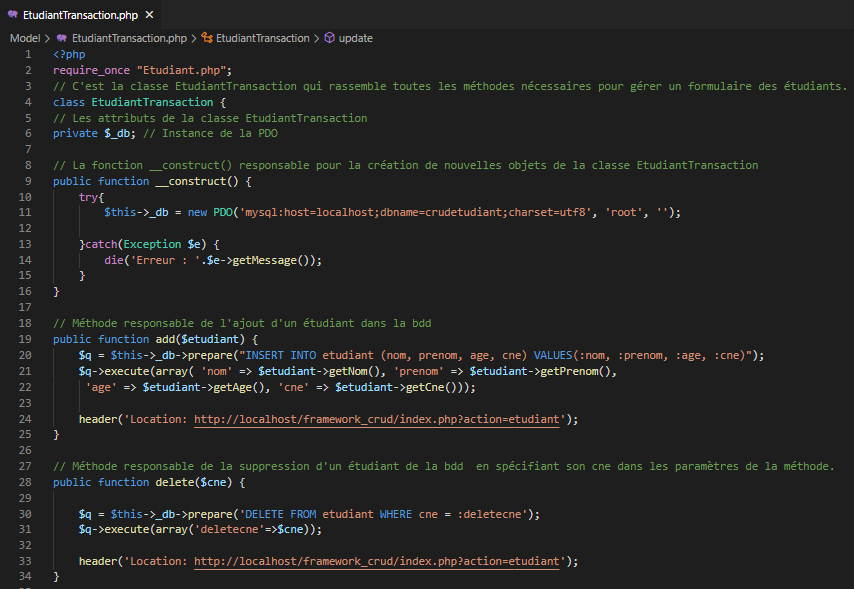 EtudiantTransaction.php ×
Model > EtudiantTransaction.php > EtudiantTransaction > update
1 <?php
2 require_once "Etudiant.php";
3 // C'est la classe EtudiantTransaction qui rassemble toutes les méthodes nécessaires pour gérer un formulaire des étudiants.
4 class EtudiantTransaction {
5 // Les attributs de la classe EtudiantTransaction
6 private $_db; // Instance de la PDO
7
8 // La fonction __construct() responsable pour la création de nouvelles objets de la classe EtudiantTransaction
9 public function __construct() {
10 try{
11 $this->_db = new PDO('mysql:host=localhost;dbname=crudetudiant;charset=utf8', 'root', '');
12
13 }catch(Exception $e) {
14 die('Erreur : '.$e->getMessage());
15 }
16 }
17
18 // Méthode responsable de l'ajout d'un étudiant dans la bdd
19 public function add($etudiant) {
20 $q = $this->_db->prepare("INSERT INTO etudiant (nom, prenom, age, cne) VALUES(:nom, :prenom, :age, :cne)");
21 $q->execute(array( 'nom' => $etudiant->getNom(), 'prenom' => $etudiant->getPrenom(),
22 'age' => $etudiant->getAge(), 'cne' => $etudiant->getCne()));
23
24 header('Location: http://localhost/framework_crud/index.php?action=etudiant');
25 }
26
27 // Méthode responsable de la suppression d'un étudiant de la bdd  en spécifiant son cne dans les paramètres de la méthode.
28 public function delete($cne) {
29
30 $q = $this->_db->prepare('DELETE FROM etudiant WHERE cne = :deletecne');
31 $q->execute(array('deletecne'=>$cne));
32
33 header('Location: http://localhost/framework_crud/index.php?action=etudiant');
34 }